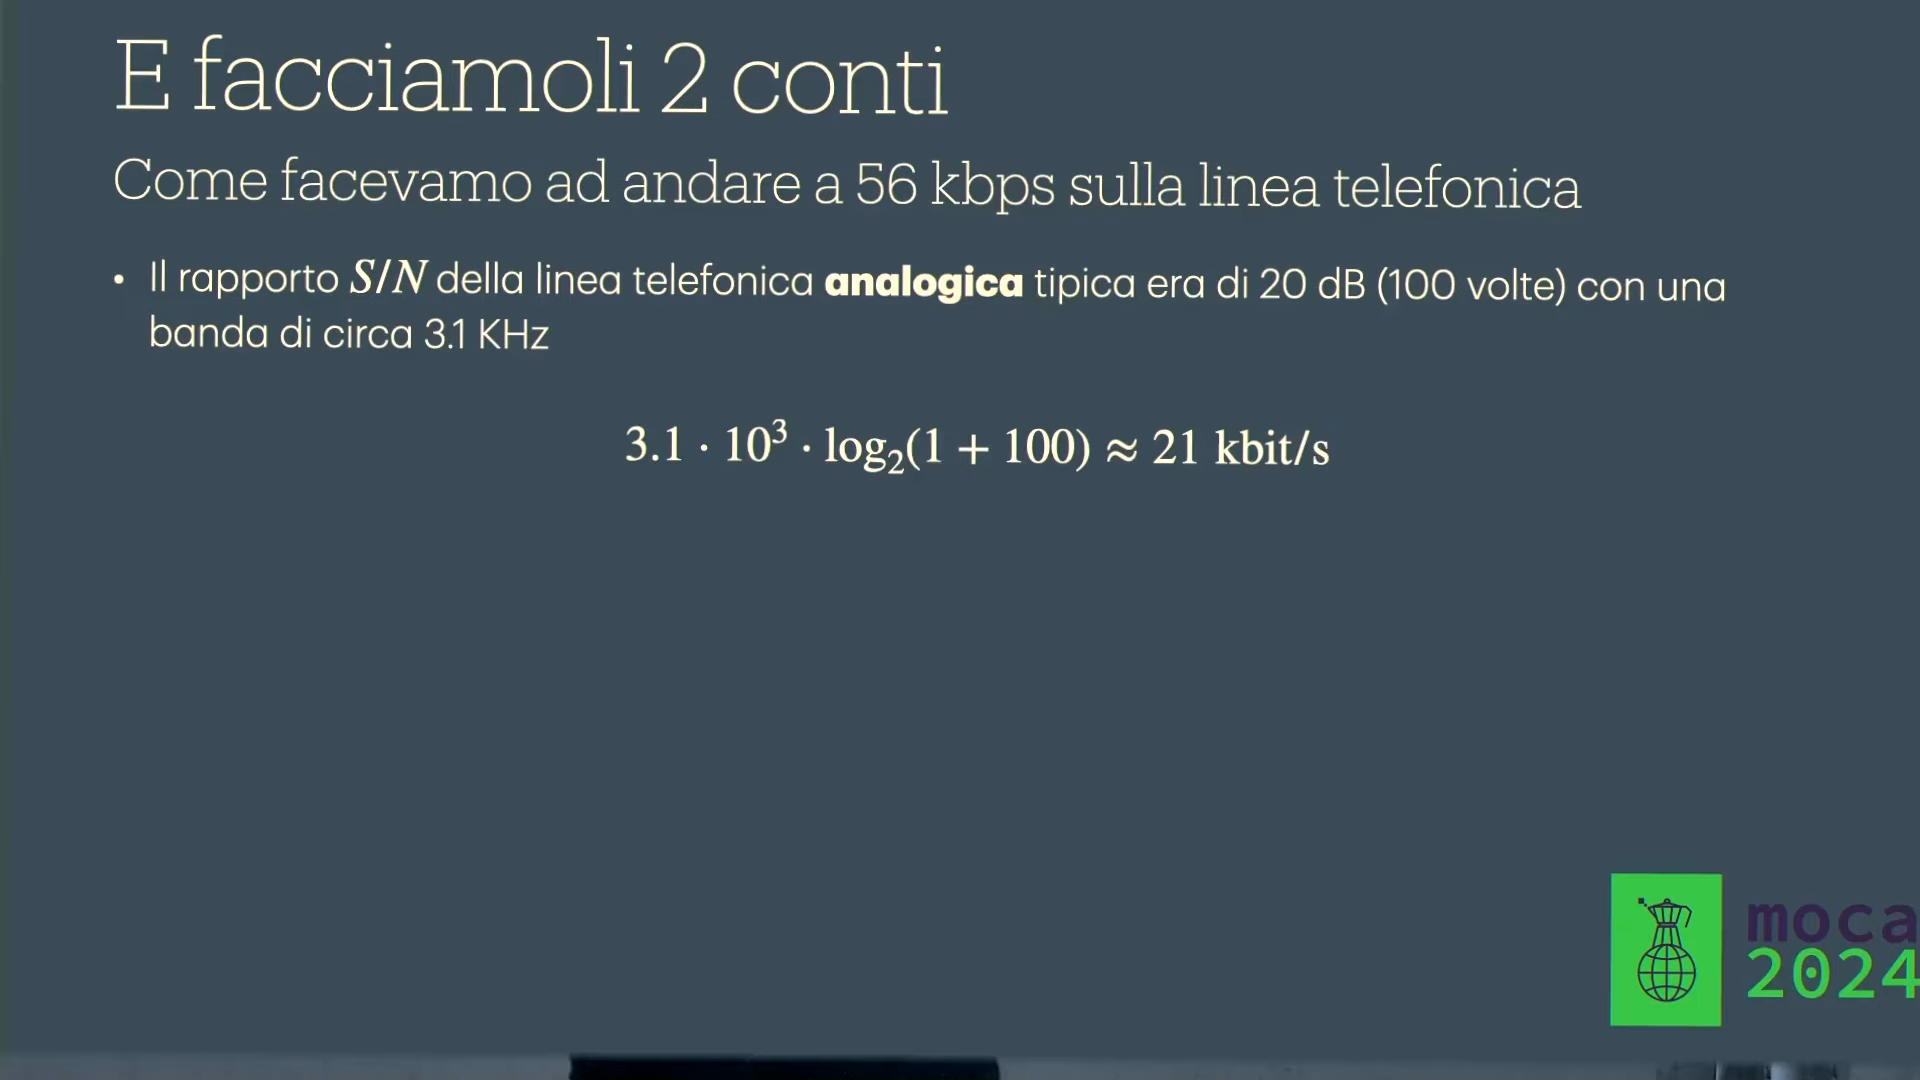 E facciamoli 2 conti
Come facevamo ad andare a 56 kbps sulla linea telefonica
• Il rapporto S/N della linea telefonica analogica tipica era di 20 dB (100 volte) con una
banda di circa 3.1 KHz
3.1 · 10³ · log₂(1 + 100) ≈ 21 kbit/s
moca
2024